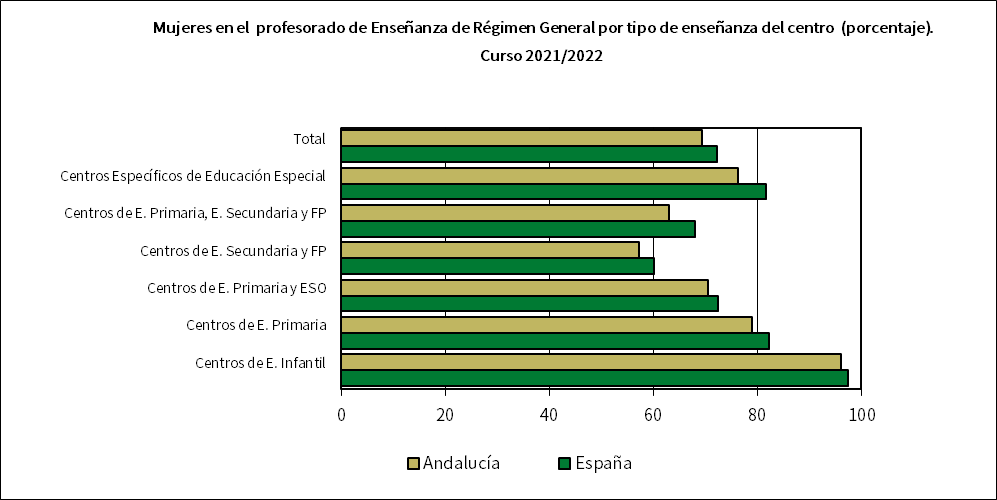 Mujeres en el profesorado de Enseñanza de Régimen General por tipo de enseñanza del centro (porcentaje).
Curso 2021/2022
Total
Centros Específicos de Educación Especial
Centros de E. Primaria, E. Secundaria y FP
Centros de E. Secundaria y FP
Centros de E. Primaria y ESO
Centros de E. Primaria
Centros de E. Infantil
0 20 40 60 80 100
Andalucía España